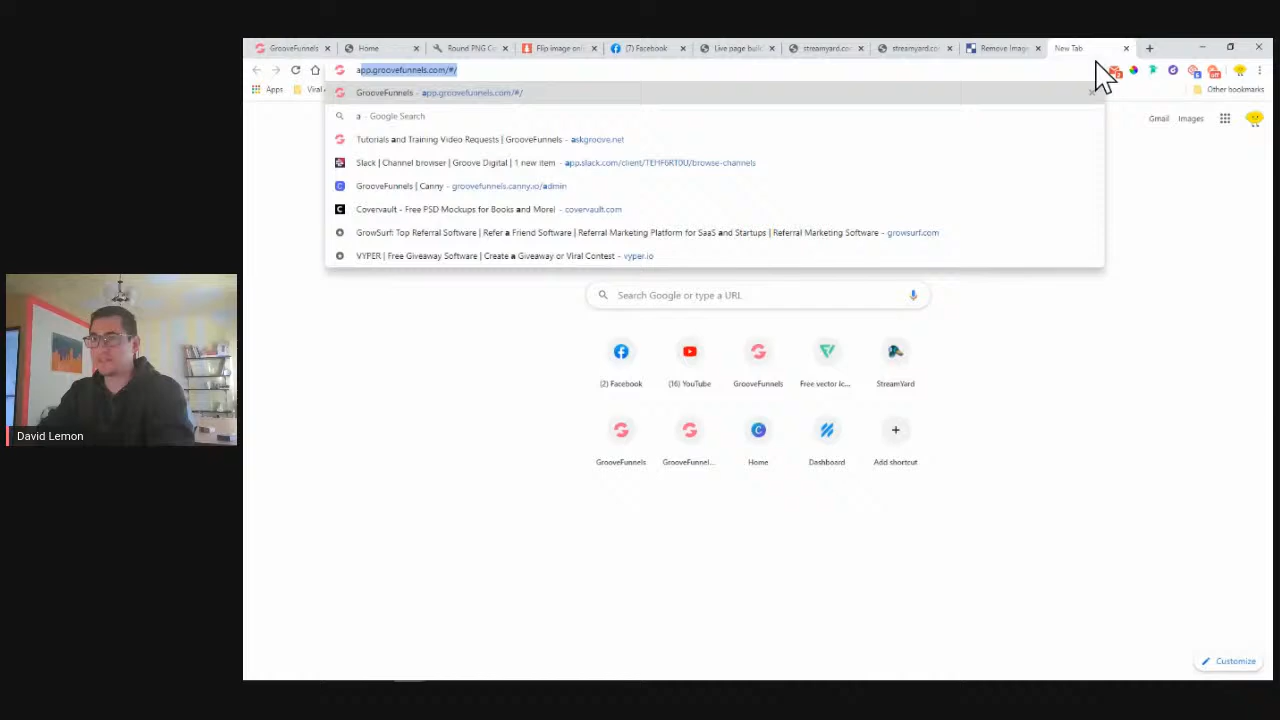 GrooveFunnels
Home
Round PNG Co
Flip image onl
(7) Facebook
Live page buil
streamyard.co
streamyard.co
Remove Imag
New Tab
app.groovefunnels.com/#/
Apps
Viral
Other bookmarks
GrooveFunnels - app.groovefunnels.com/#/
a - Google Search
Tutorials and Training Video Requests | GrooveFunnels - askgroove.net
Slack | Channel browser | Groove Digital | 1 new item - app.slack.com/client/TEHF6RT0U/browse-channels
GrooveFunnels | Canny - groovefunnels.canny.io/admin
Covervault - Free PSD Mockups for Books and More! - covervault.com
GrowSurf: Top Referral Software | Refer a Friend Software | Referral Marketing Platform for SaaS and Startups | Referral Marketing Software - growsurf.com
VYPER | Free Giveaway Software | Create a Giveaway or Viral Contest - vyper.io
Gmail Images
Search Google or type a URL
(2) Facebook
(16) YouTube
GrooveFunnels
Free vector ic...
StreamYard
GrooveFunnels
GrooveFunnel...
Home
Dashboard
Add shortcut
David Lemon
Customize